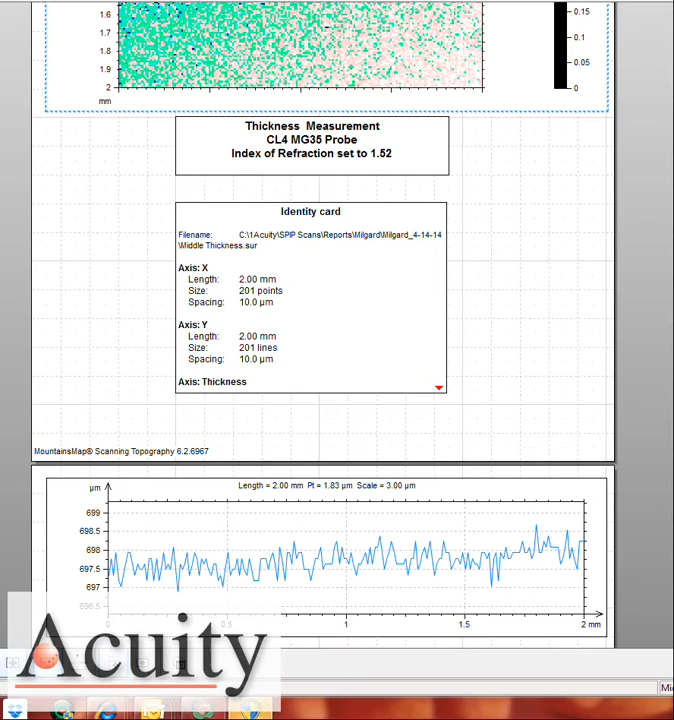 1.6
1.7
1.8
1.9
2
mm
0.15
0.1
0.05
0
Thickness Measurement
CL4 MG35 Probe
Index of Refraction set to 1.52
Identity card
Filename: C:\1Acuity\SPIP Scans\Reports\Milgard\Milgard_4-14-14
\Middle Thickness.sur
Axis: X
Length: 2.00 mm
Size: 201 points
Spacing: 10.0 µm
Axis: Y
Length: 2.00 mm
Size: 201 lines
Spacing: 10.0 µm
Axis: Thickness
MountainsMap® Scanning Topography 6.2.6967
Length = 2.00 mm Pt = 1.83 µm Scale = 3.00 µm
µm
699
698.5
698
697.5
697
696.5
0 0.5 1 1.5 2 mm
Acuity